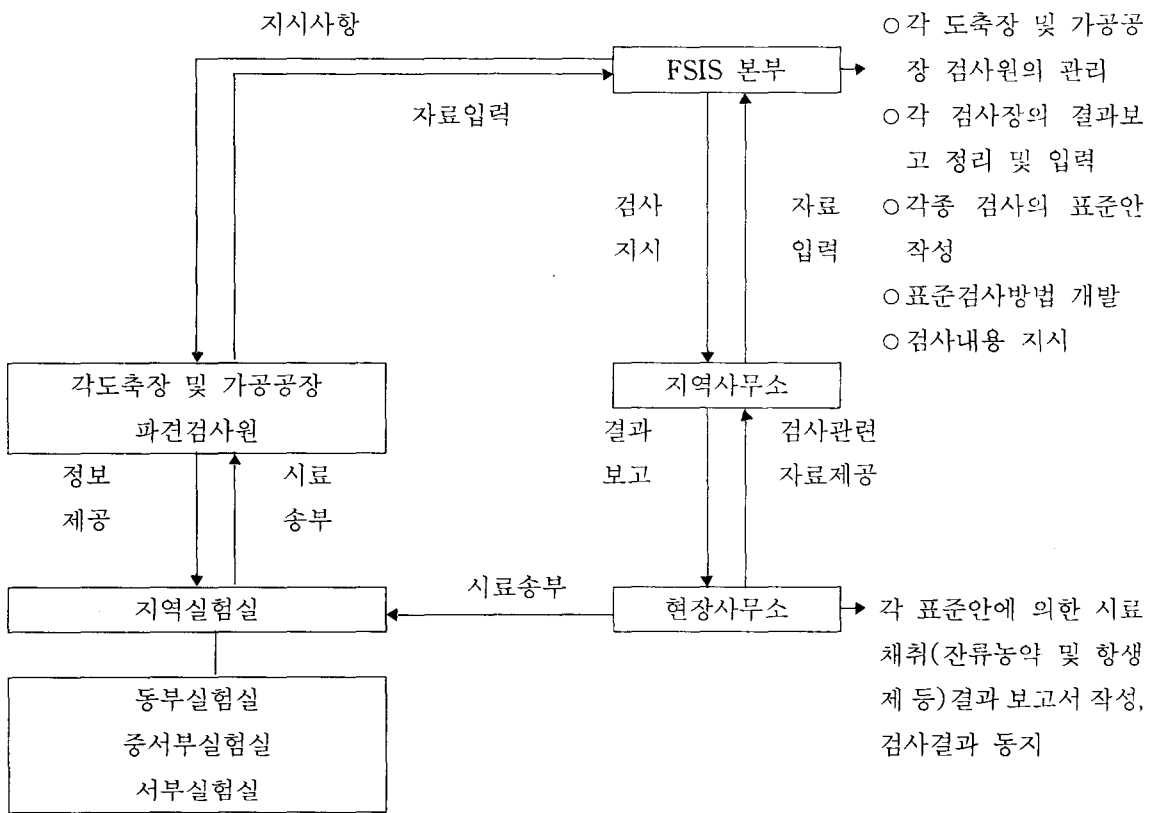 지시사항
FSIS 본부
자료입력
○각 도축장 및 가공공
장 검사원의 관리
○각 검사장의 결과보
고 정리 및 입력
○각종 검사의 표준안
작성
○표준검사방법 개발
○검사내용 지시
검사
지시
자료
입력
각도축장 및 가공공장
파견검사원
지역사무소
정보
제공
시료
송부
결과
보고
검사관련
자료제공
지역실험실
시료송부
현장사무소
각 표준안에 의한 시료
채취(잔류농약 및 항생
제 등)결과 보고서 작성,
검사결과 동지
동부실험실
중서부실험실
서부실험실